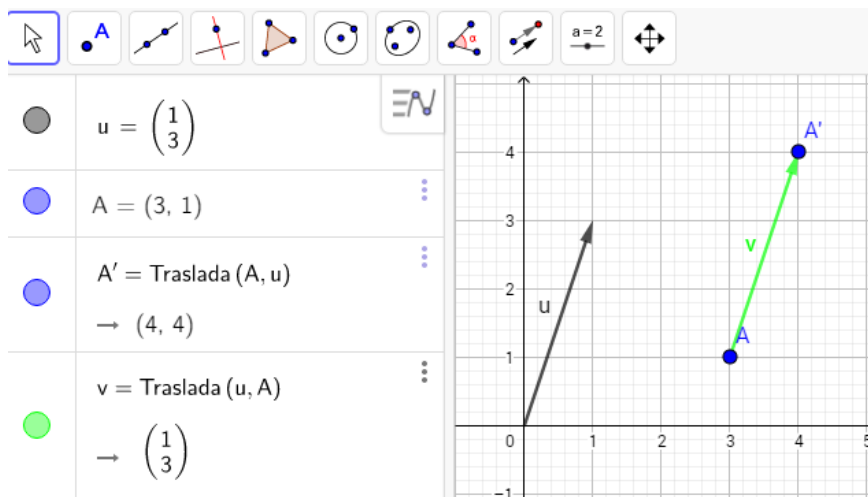 A
α
a = 2
u = (1 3)
A = (3, 1)
A′ = Traslada (A, u)
→ (4, 4)
v = Traslada (u, A)
→ (1 3)
A'
4
3
v
2
u
A
1
0 1 2 3 4 5
−1